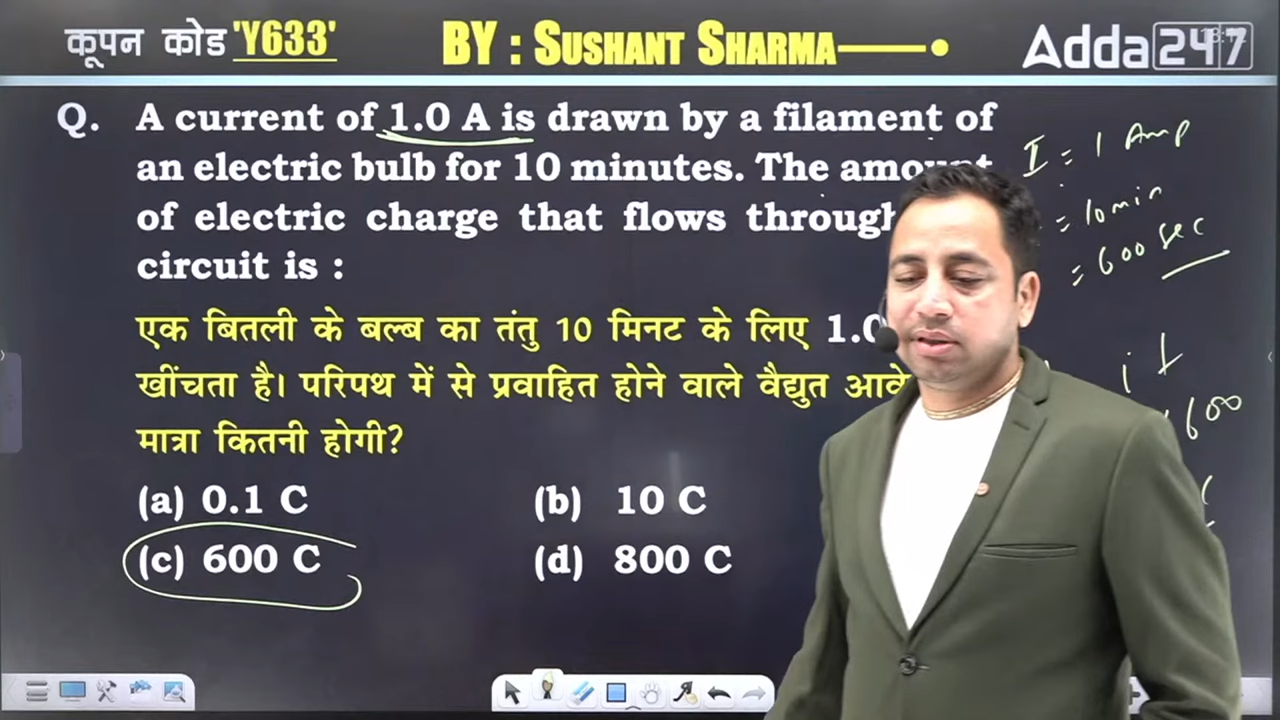 कूपन कोड 'Y633'
BY : SUSHANT SHARMA
Adda247
Q. A current of 1.0 A is drawn by a filament of
an electric bulb for 10 minutes. The amount
of electric charge that flows through
circuit is :
एक बितली के बल्ब का तंतु 10 मिनट के लिए 1.0
खींचता है। परिपथ में से प्रवाहित होने वाले वैद्युत
मात्रा कितनी होगी?
(a) 0.1 C
(b) 10 C
(c) 600 C
(d) 800 C
I = 1 Amp
= 10 min
= 600 sec
i t
600